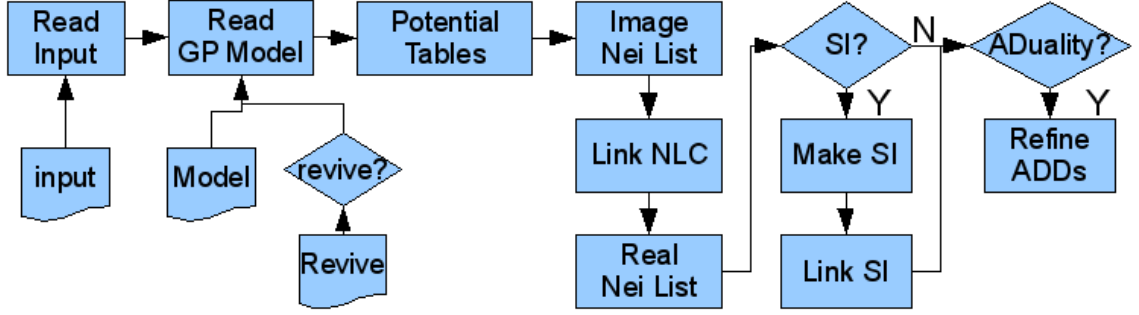 Read
Input
Read
GP Model
Potential
Tables
Image
Nei List
SI?
N
ADuality?
Y
Y
input
Model
revive?
Link NLC
Make SI
Refine
ADDs
Revive
Real
Nei List
Link SI